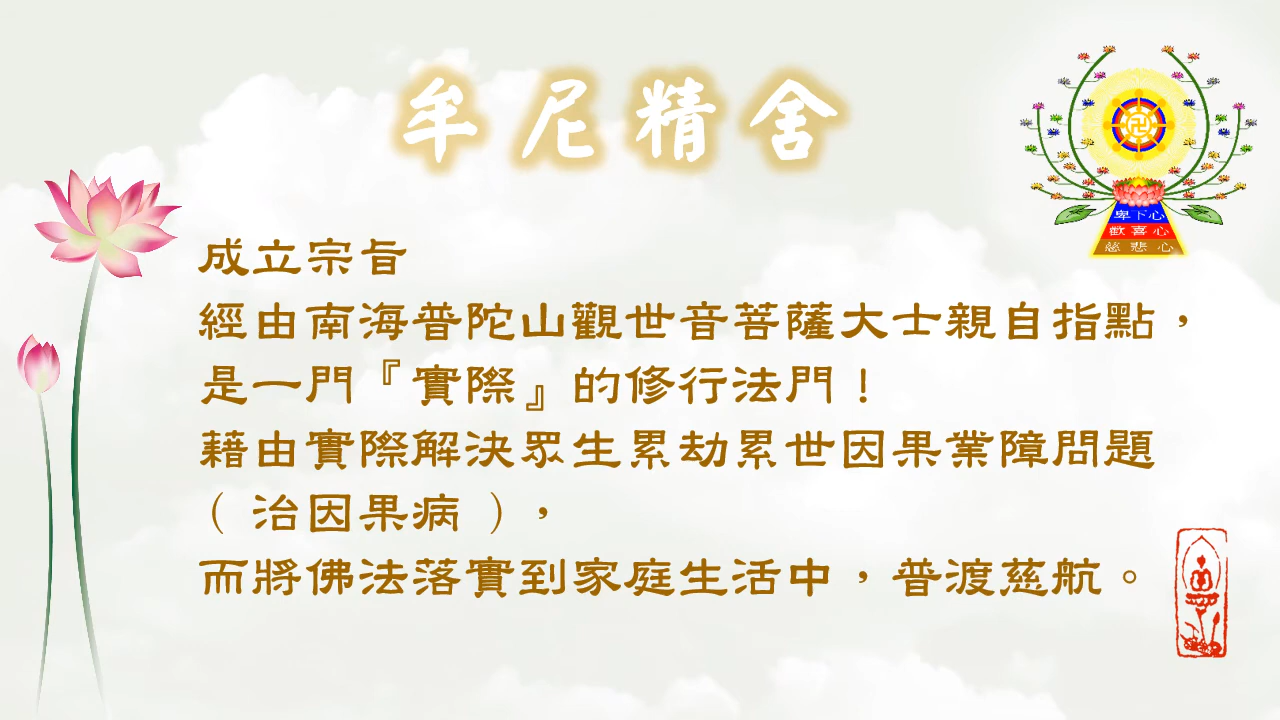 牟尼精舍
卑下心
歡喜心
慈悲心
成立宗旨
經由南海普陀山觀世音菩薩大士親自指點，
是一門『實際』的修行法門！
藉由實際解決眾生累劫累世因果業障問題
（治因果病），
而將佛法落實到家庭生活中，普渡慈航。